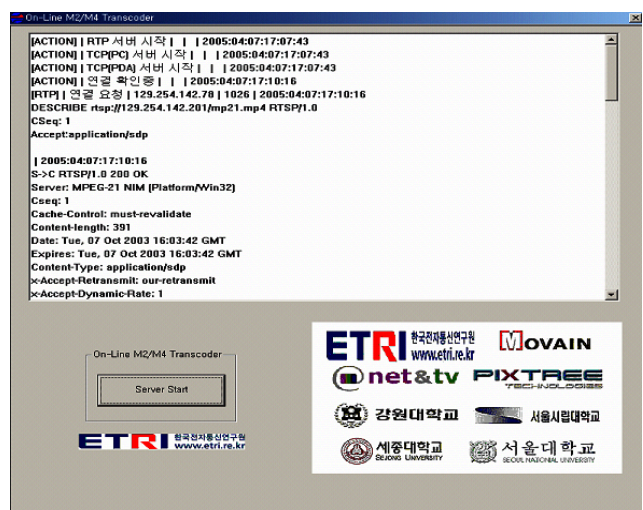 On-Line M2/M4 Transcoder
[ACTION] | RTP 서버 시작 | | | 2005:04:07:17:07:43
[ACTION] | TCP(PC) 서버 시작 | | | 2005:04:07:17:07:43
[ACTION] | TCP(PDA) 서버 시작 | | | 2005:04:07:17:07:43
[ACTION] | 연결 확인중 | | | 2005:04:07:17:10:16
[RTP] | 연결 요청 | 129.254.142.78 | 1026 | 2005:04:07:17:10:16
DESCRIBE rtsp://129.254.142.201/mp21.mp4 RTSP/1.0
CSeq: 1
Accept:application/sdp
| 2005:04:07:17:10:16
S->C RTSP/1.0 200 OK
Server: MPEG-21 NIM (Platform/Win32)
Cseq: 1
Cache-Control: must-revalidate
Content-length: 391
Date: Tue, 07 Oct 2003 16:03:42 GMT
Expires: Tue, 07 Oct 2003 16:03:42 GMT
Content-Type: application/sdp
x-Accept-Retransmit: our-retransmit
x-Accept-Dynamic-Rate: 1
On-Line M2/M4 Transcoder
Server Start
ETRI 한국전자통신연구원
www.etri.re.kr
ETRI 한국전자통신연구원
www.etri.re.kr
MOVAIN
net&tv
PIXTREE
TECHNOLOGIES
강원대학교
서울시립대학교
세종대학교
SEJONG UNIVERSITY
서울대학교
SEOUL NATIONAL UNIVERSITY